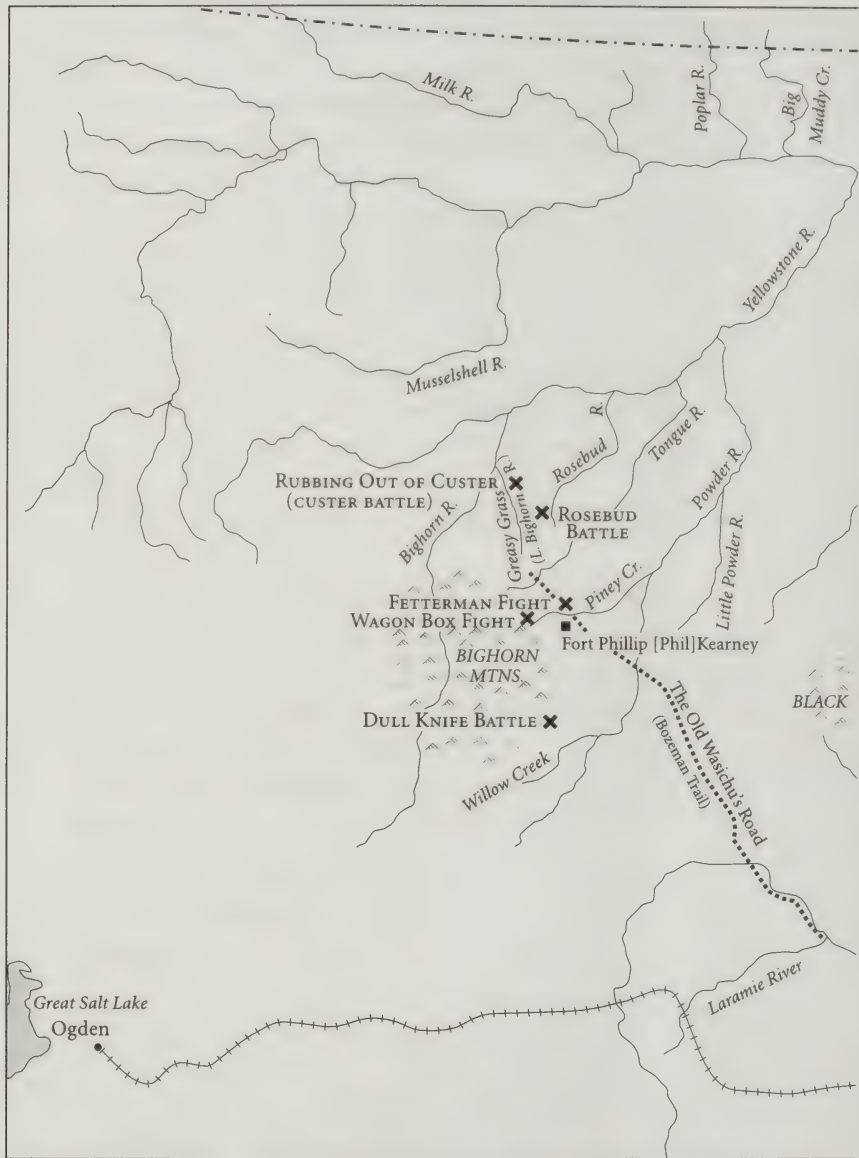 Milk R.
Poplar R.
Big
Muddy Cr.
Yellowstone R.
Musselshell R.
Rubbing Out of Custer
(custer battle)
Bighorn R.
Greasy Grass R.)
(L. Bighorn
Rosebud R.
Tongue R.
Powder R.
Rosebud
Battle
Little Powder R.
Piney Cr.
Fetterman Fight
Wagon Box Fight
Fort Phillip [Phil]Kearney
BIGHORN
MTNS.
BLACK
Dull Knife Battle
Willow Creek
The Old Wasichu's Road
(Bozeman Trail)
Laramie River
Great Salt Lake
Ogden